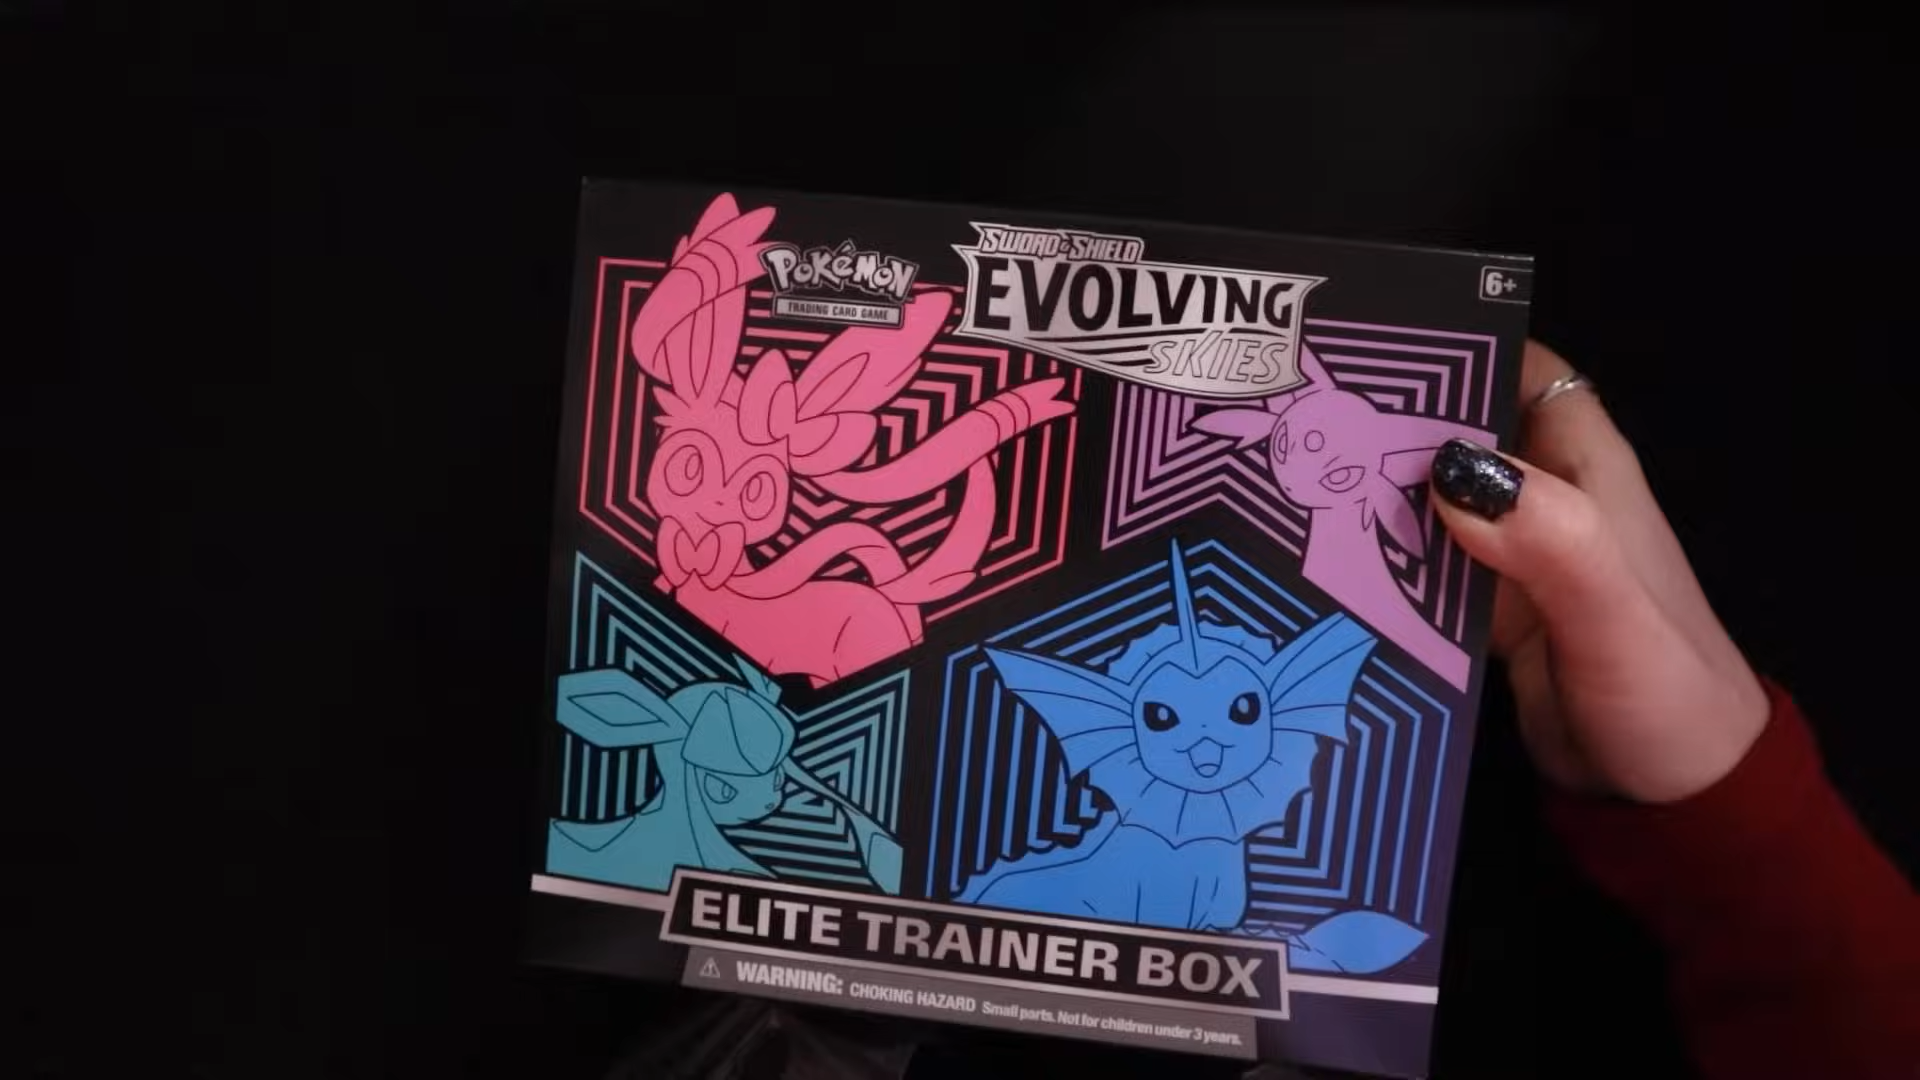 POKéMON
TRADING CARD GAME
SWORD & SHIELD
EVOLVING
SKIES
6+
ELITE TRAINER BOX
WARNING: CHOKING HAZARD Small parts. Not for children under 3 years.